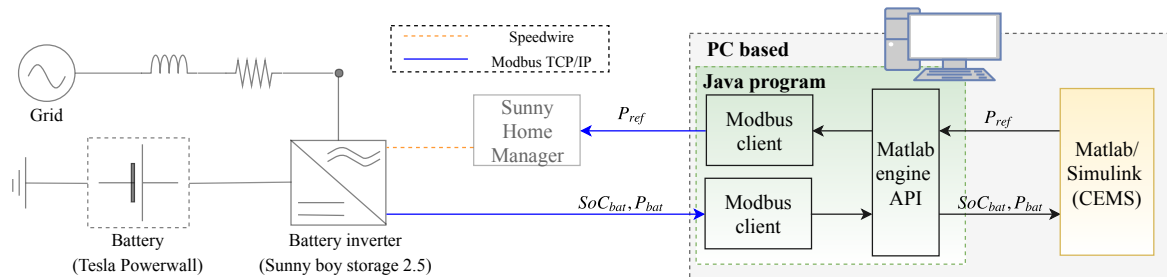 Speedwire
Modbus TCP/IP
PC based
Java program
Grid
Sunny
Home
Manager
P_ref
Modbus
client
Matlab
engine
API
P_ref
Matlab/
Simulink
(CEMS)
SoC_bat, P_bat
Modbus
client
SoC_bat, P_bat
Battery
(Tesla Powerwall)
Battery inverter
(Sunny boy storage 2.5)